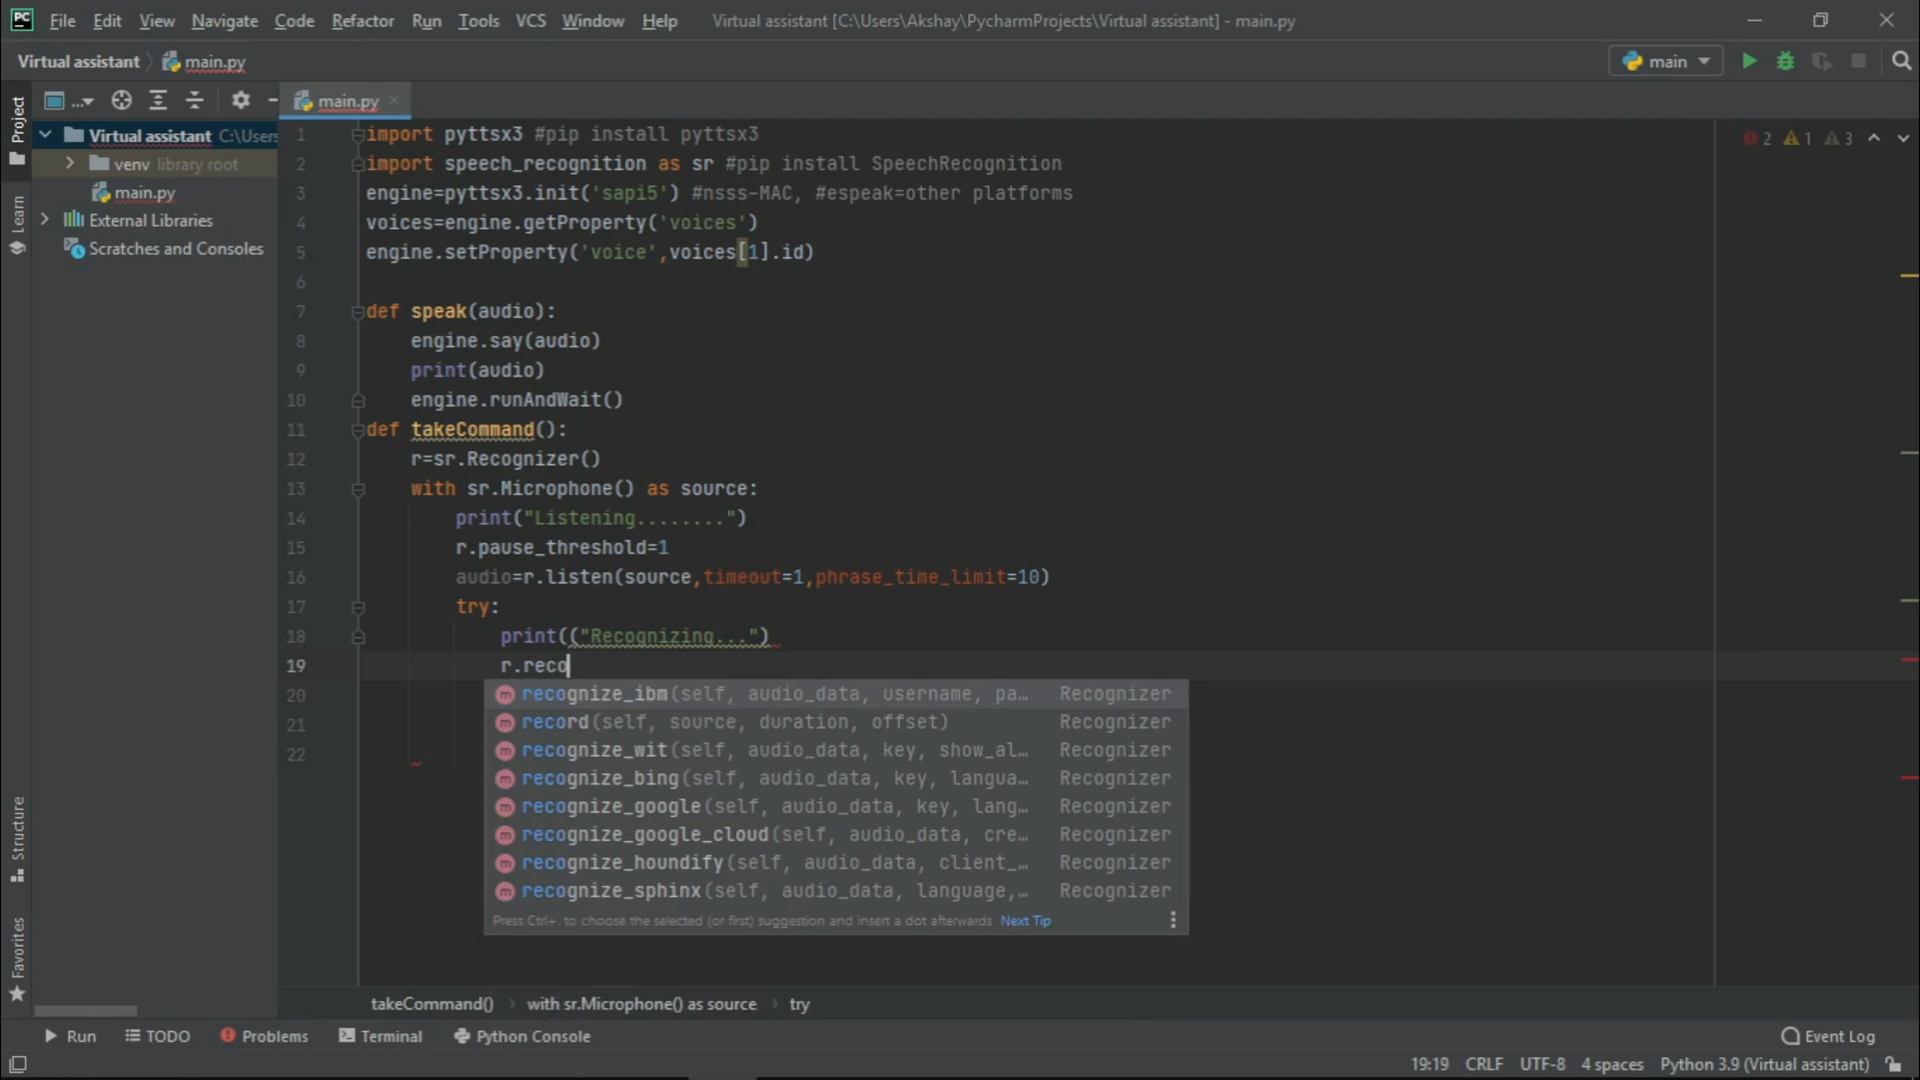 PC File Edit View Navigate Code Refactor Run Tools VCS Window Help Virtual assistant [C:\Users\Akshay\PycharmProjects\Virtual assistant] - main.py
Virtual assistant main.py main
Project ... main.py
Virtual assistant C:\Users
venv library root
main.py
External Libraries
Scratches and Consoles
Learn
Structure
Favorites
2 1 3
1 import pyttsx3 #pip install pyttsx3
2 import speech_recognition as sr #pip install SpeechRecognition
3 engine=pyttsx3.init('sapi5') #nsss-MAC, #espeak=other platforms
4 voices=engine.getProperty('voices')
5 engine.setProperty('voice',voices[1].id)
6
7 def speak(audio):
8 engine.say(audio)
9 print(audio)
10 engine.runAndWait()
11 def takeCommand():
12 r=sr.Recognizer()
13 with sr.Microphone() as source:
14 print("Listening........")
15 r.pause_threshold=1
16 audio=r.listen(source,timeout=1,phrase_time_limit=10)
17 try:
18 print(("Recognizing...")
19 r.reco
20
21
22
m recognize_ibm(self, audio_data, username, pa… Recognizer
m record(self, source, duration, offset) Recognizer
m recognize_wit(self, audio_data, key, show_al… Recognizer
m recognize_bing(self, audio_data, key, langua… Recognizer
m recognize_google(self, audio_data, key, lang… Recognizer
m recognize_google_cloud(self, audio_data, cre… Recognizer
m recognize_houndify(self, audio_data, client_… Recognizer
m recognize_sphinx(self, audio_data, language,… Recognizer
Press Ctrl+. to choose the selected (or first) suggestion and insert a dot afterwards Next Tip
takeCommand() with sr.Microphone() as source try
Run TODO Problems Terminal Python Console Event Log
19:19 CRLF UTF-8 4 spaces Python 3.9 (Virtual assistant)